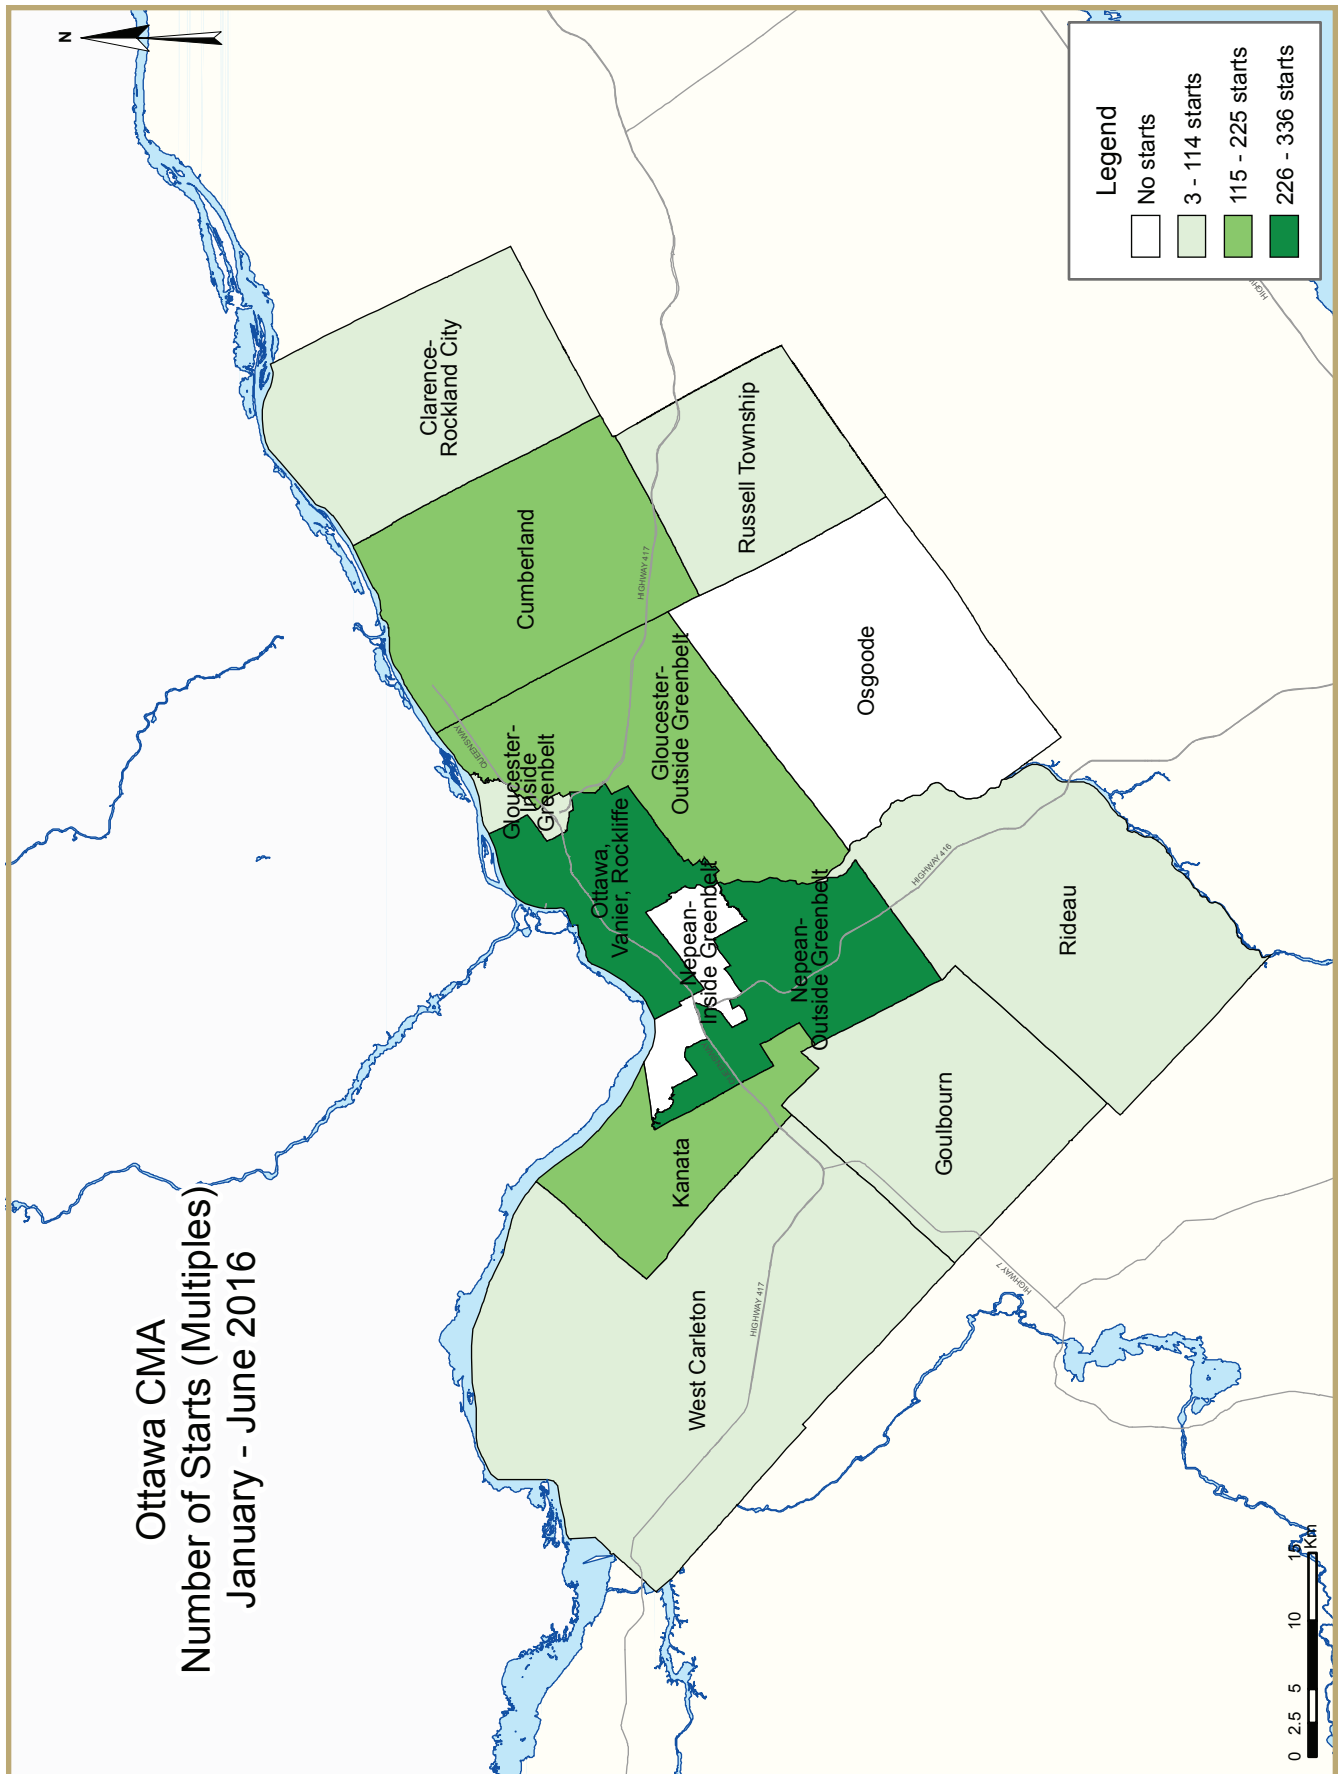 Ottawa CMA
Number of Starts (Multiples)
January - June 2016
N
West Carleton
Kanata
Goulbourn
Rideau
Nepean-
Inside Greenbelt
Nepean-
Outside Greenbelt
Ottawa,
Vanier, Rockliffe
Gloucester-
Inside
Greenbelt
Gloucester-
Outside Greenbelt
Osgoode
Cumberland
Russell Township
Clarence-
Rockland City
HIGHWAY 417
HIGHWAY 7
HIGHWAY 416
QUEENSWAY
HIGHWAY 417
HIGH
Legend
No starts
3 - 114 starts
115 - 225 starts
226 - 336 starts
0 2.5 5 10 15
Km